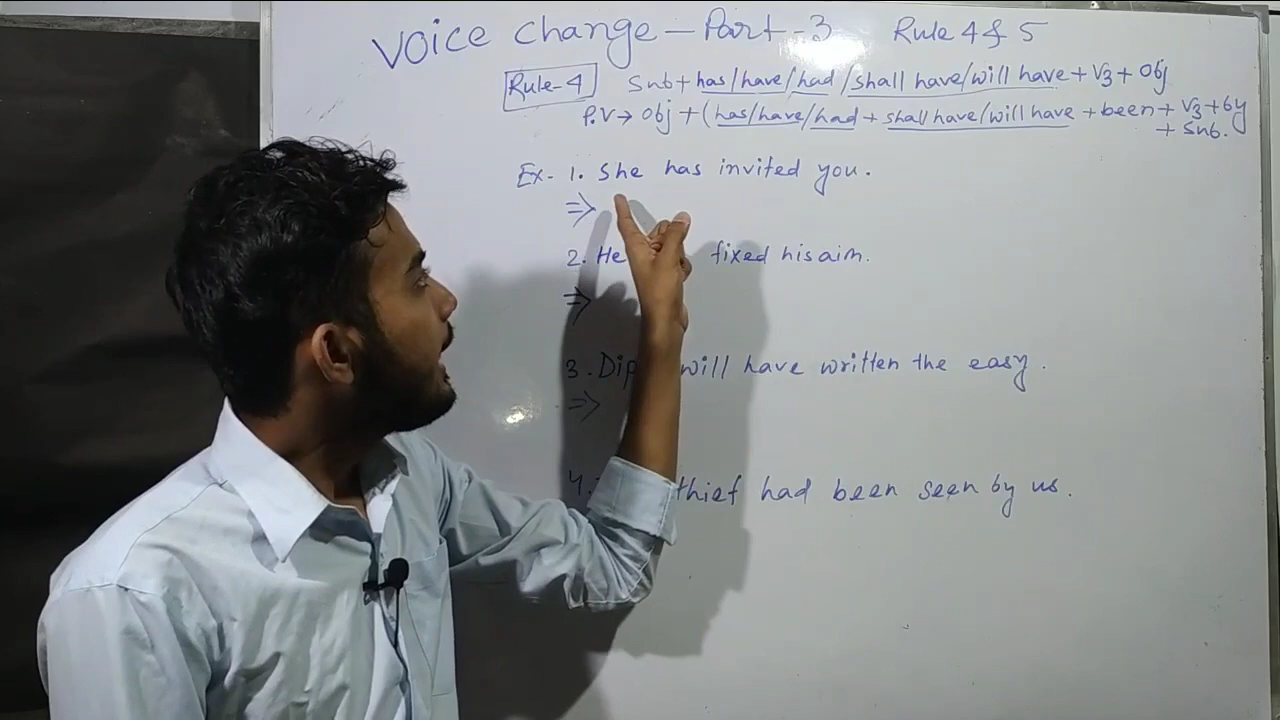 Voice change - Part - 3 Rule 4 & 5
Rule-4 Sub + has/have/had/shall have/will have + V3 + Obj
P.V → Obj + (has/have/had + shall have/will have + been + V3 + by
+ Sub.
Ex- 1. She has invited you.
⇒
2. He fixed his aim.
⇒
3. will have written the easy.
⇒
4. thief had been seen by us.